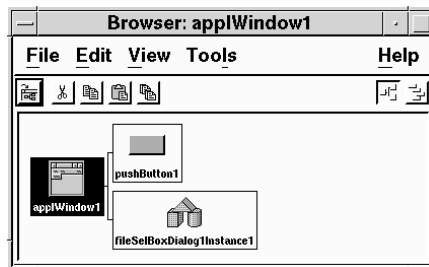 Browser: applWindow1
File Edit View Tools Help
pushButton1
applWindow1
fileSelBoxDialog1Instance1